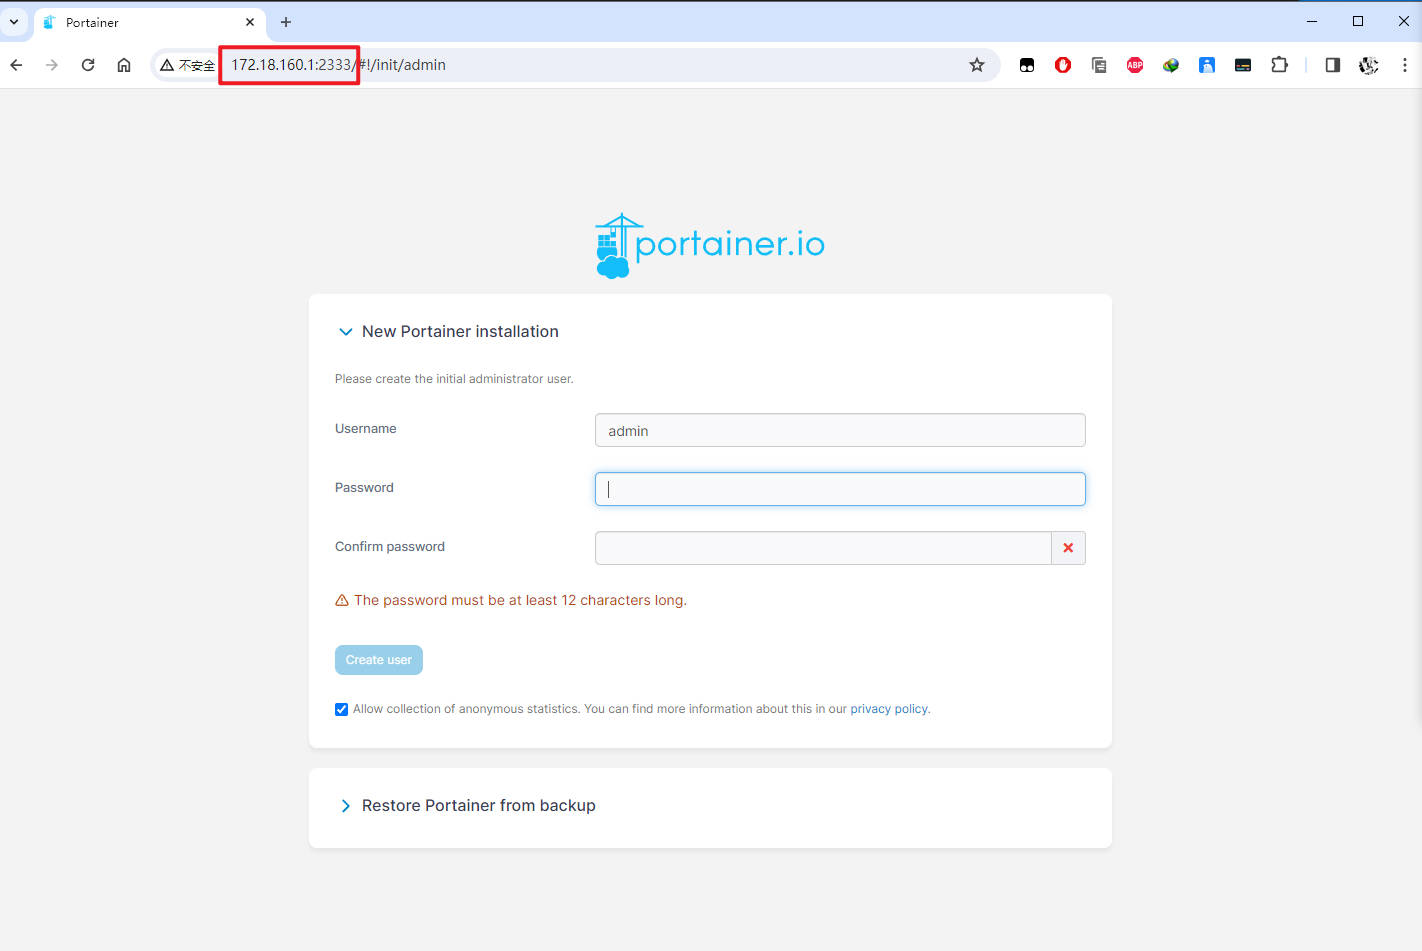 Portainer
不安全 172.18.160.1:2333/#!/init/admin
ABP
portainer.io
New Portainer installation
Please create the initial administrator user.
Username admin
Password
Confirm password
The password must be at least 12 characters long.
Create user
Allow collection of anonymous statistics. You can find more information about this in our privacy policy.
Restore Portainer from backup